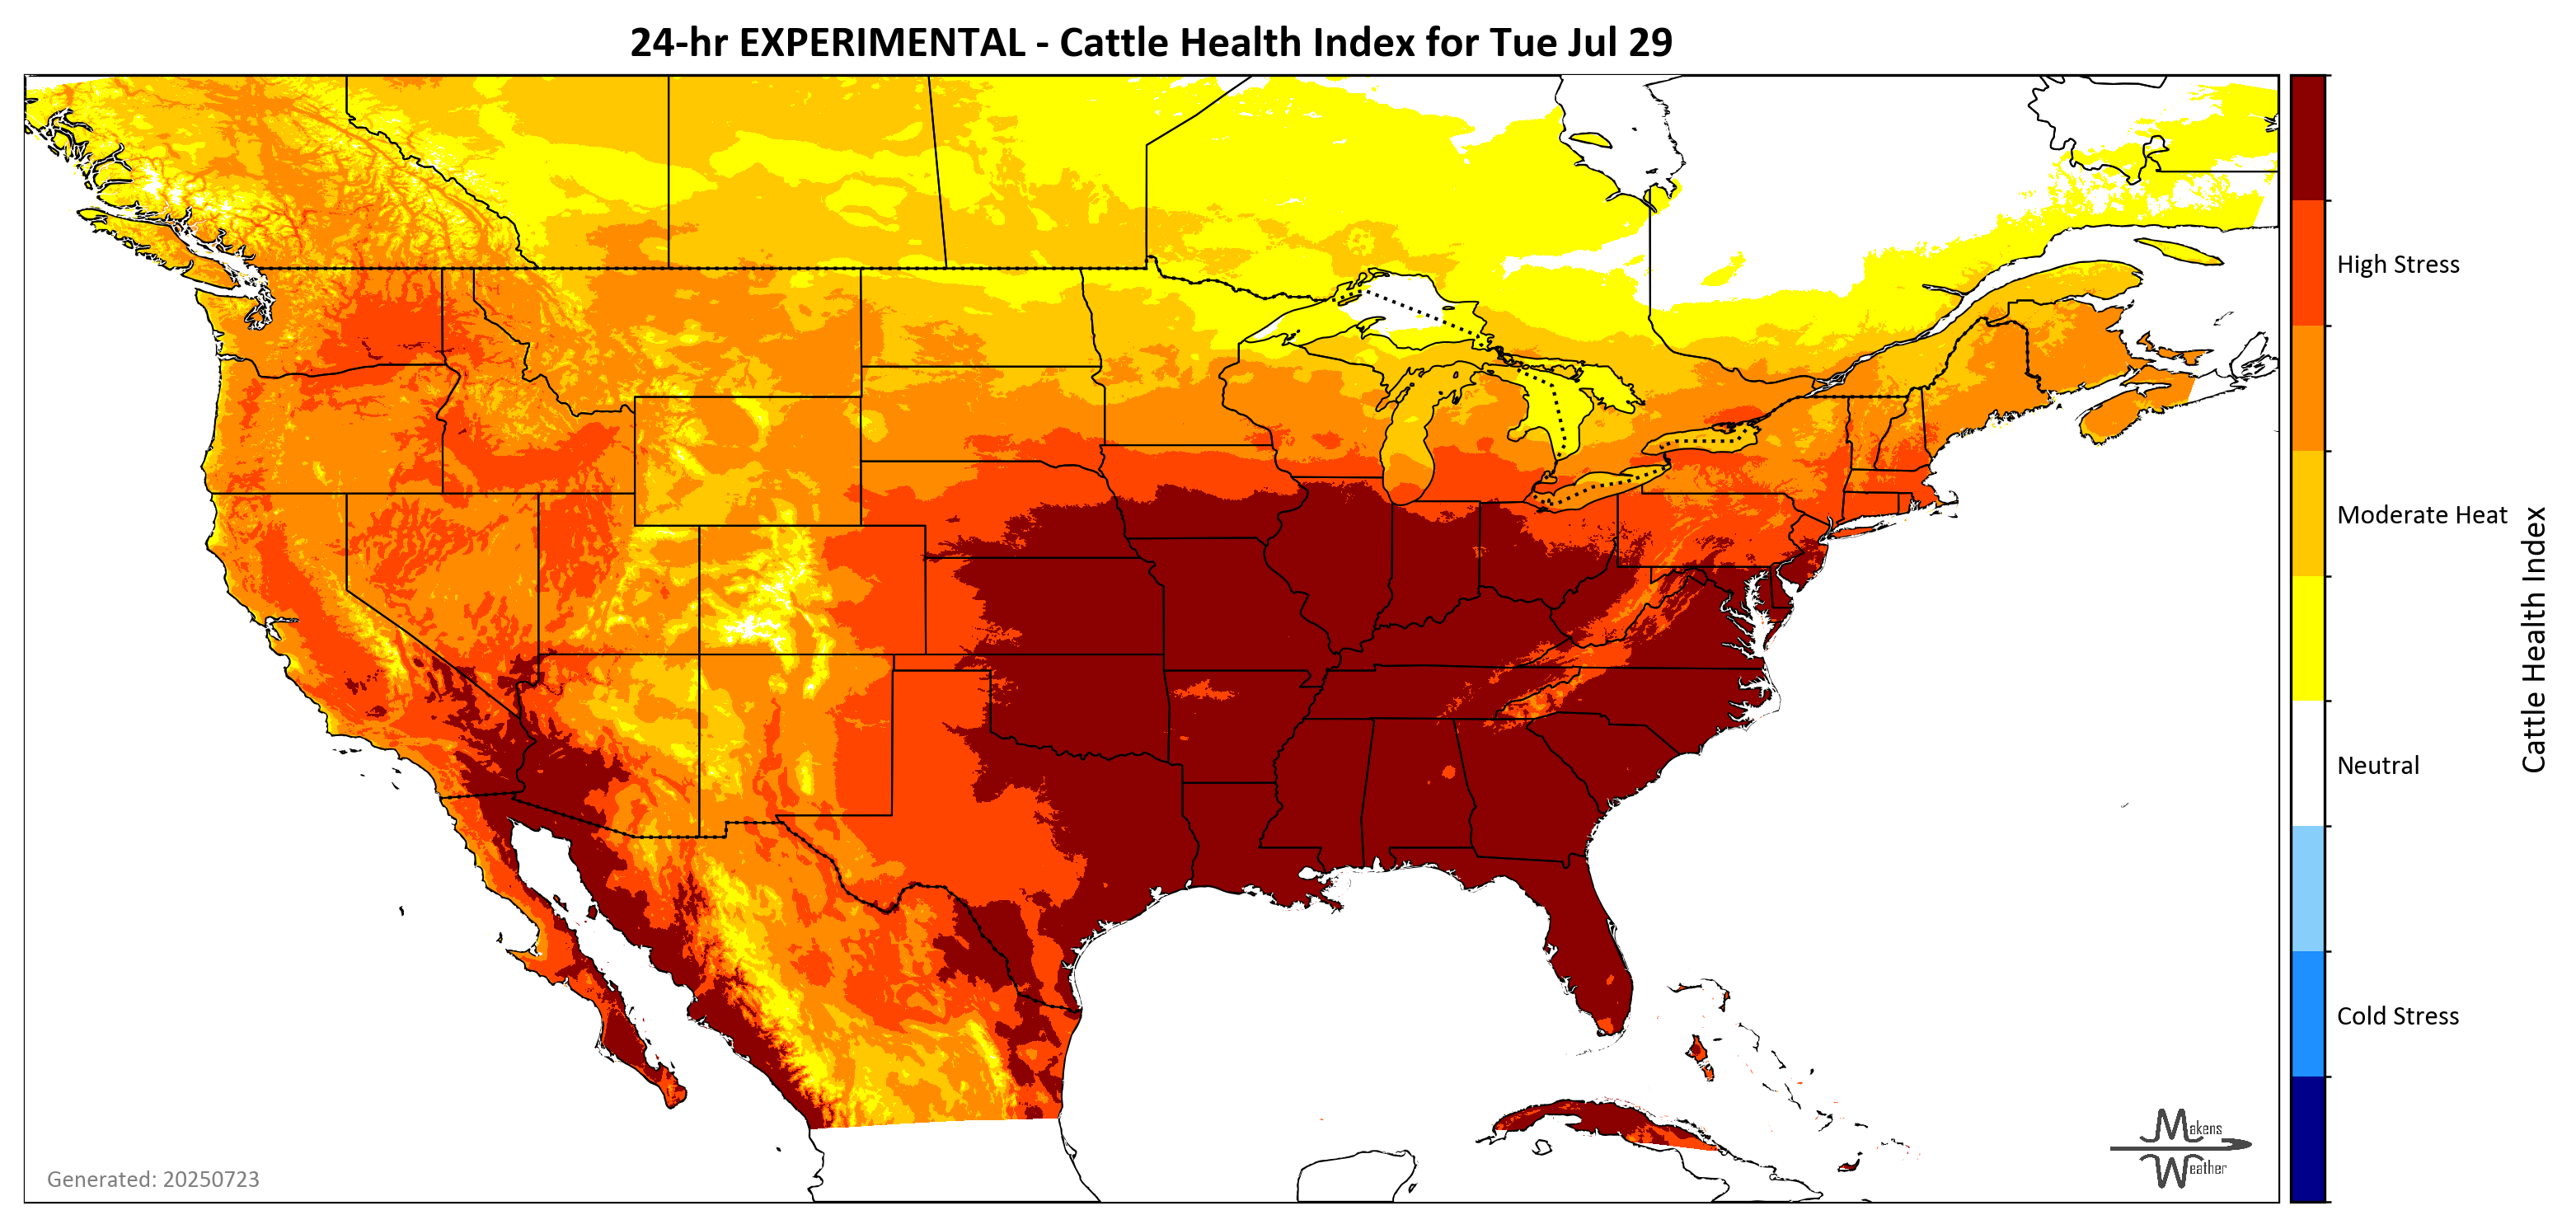 24-hr EXPERIMENTAL - Cattle Health Index for Tue Jul 29
High Stress
Moderate Heat
Neutral
Cold Stress
Cattle Health Index
Generated: 20250723
Makens
Weather